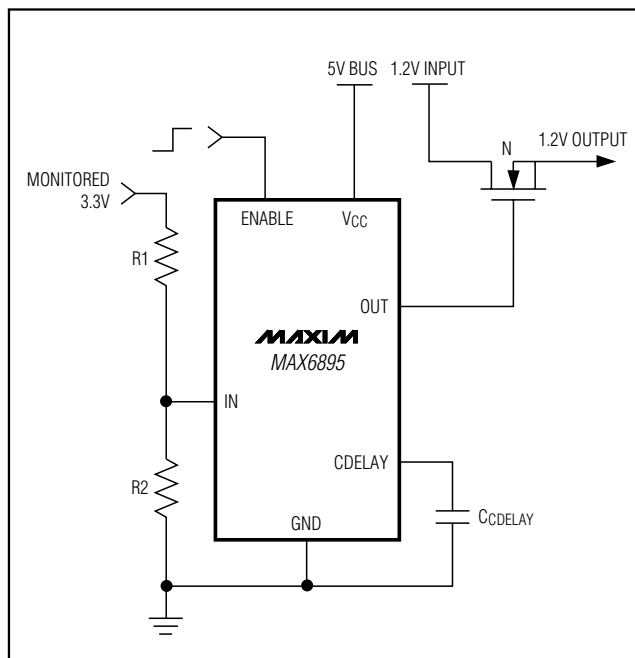 5V BUS
1.2V INPUT
N
1.2V OUTPUT
MONITORED
3.3V
ENABLE
VCC
R1
OUT
MAXIM
MAX6895
IN
CDELAY
R2
CCDELAY
GND